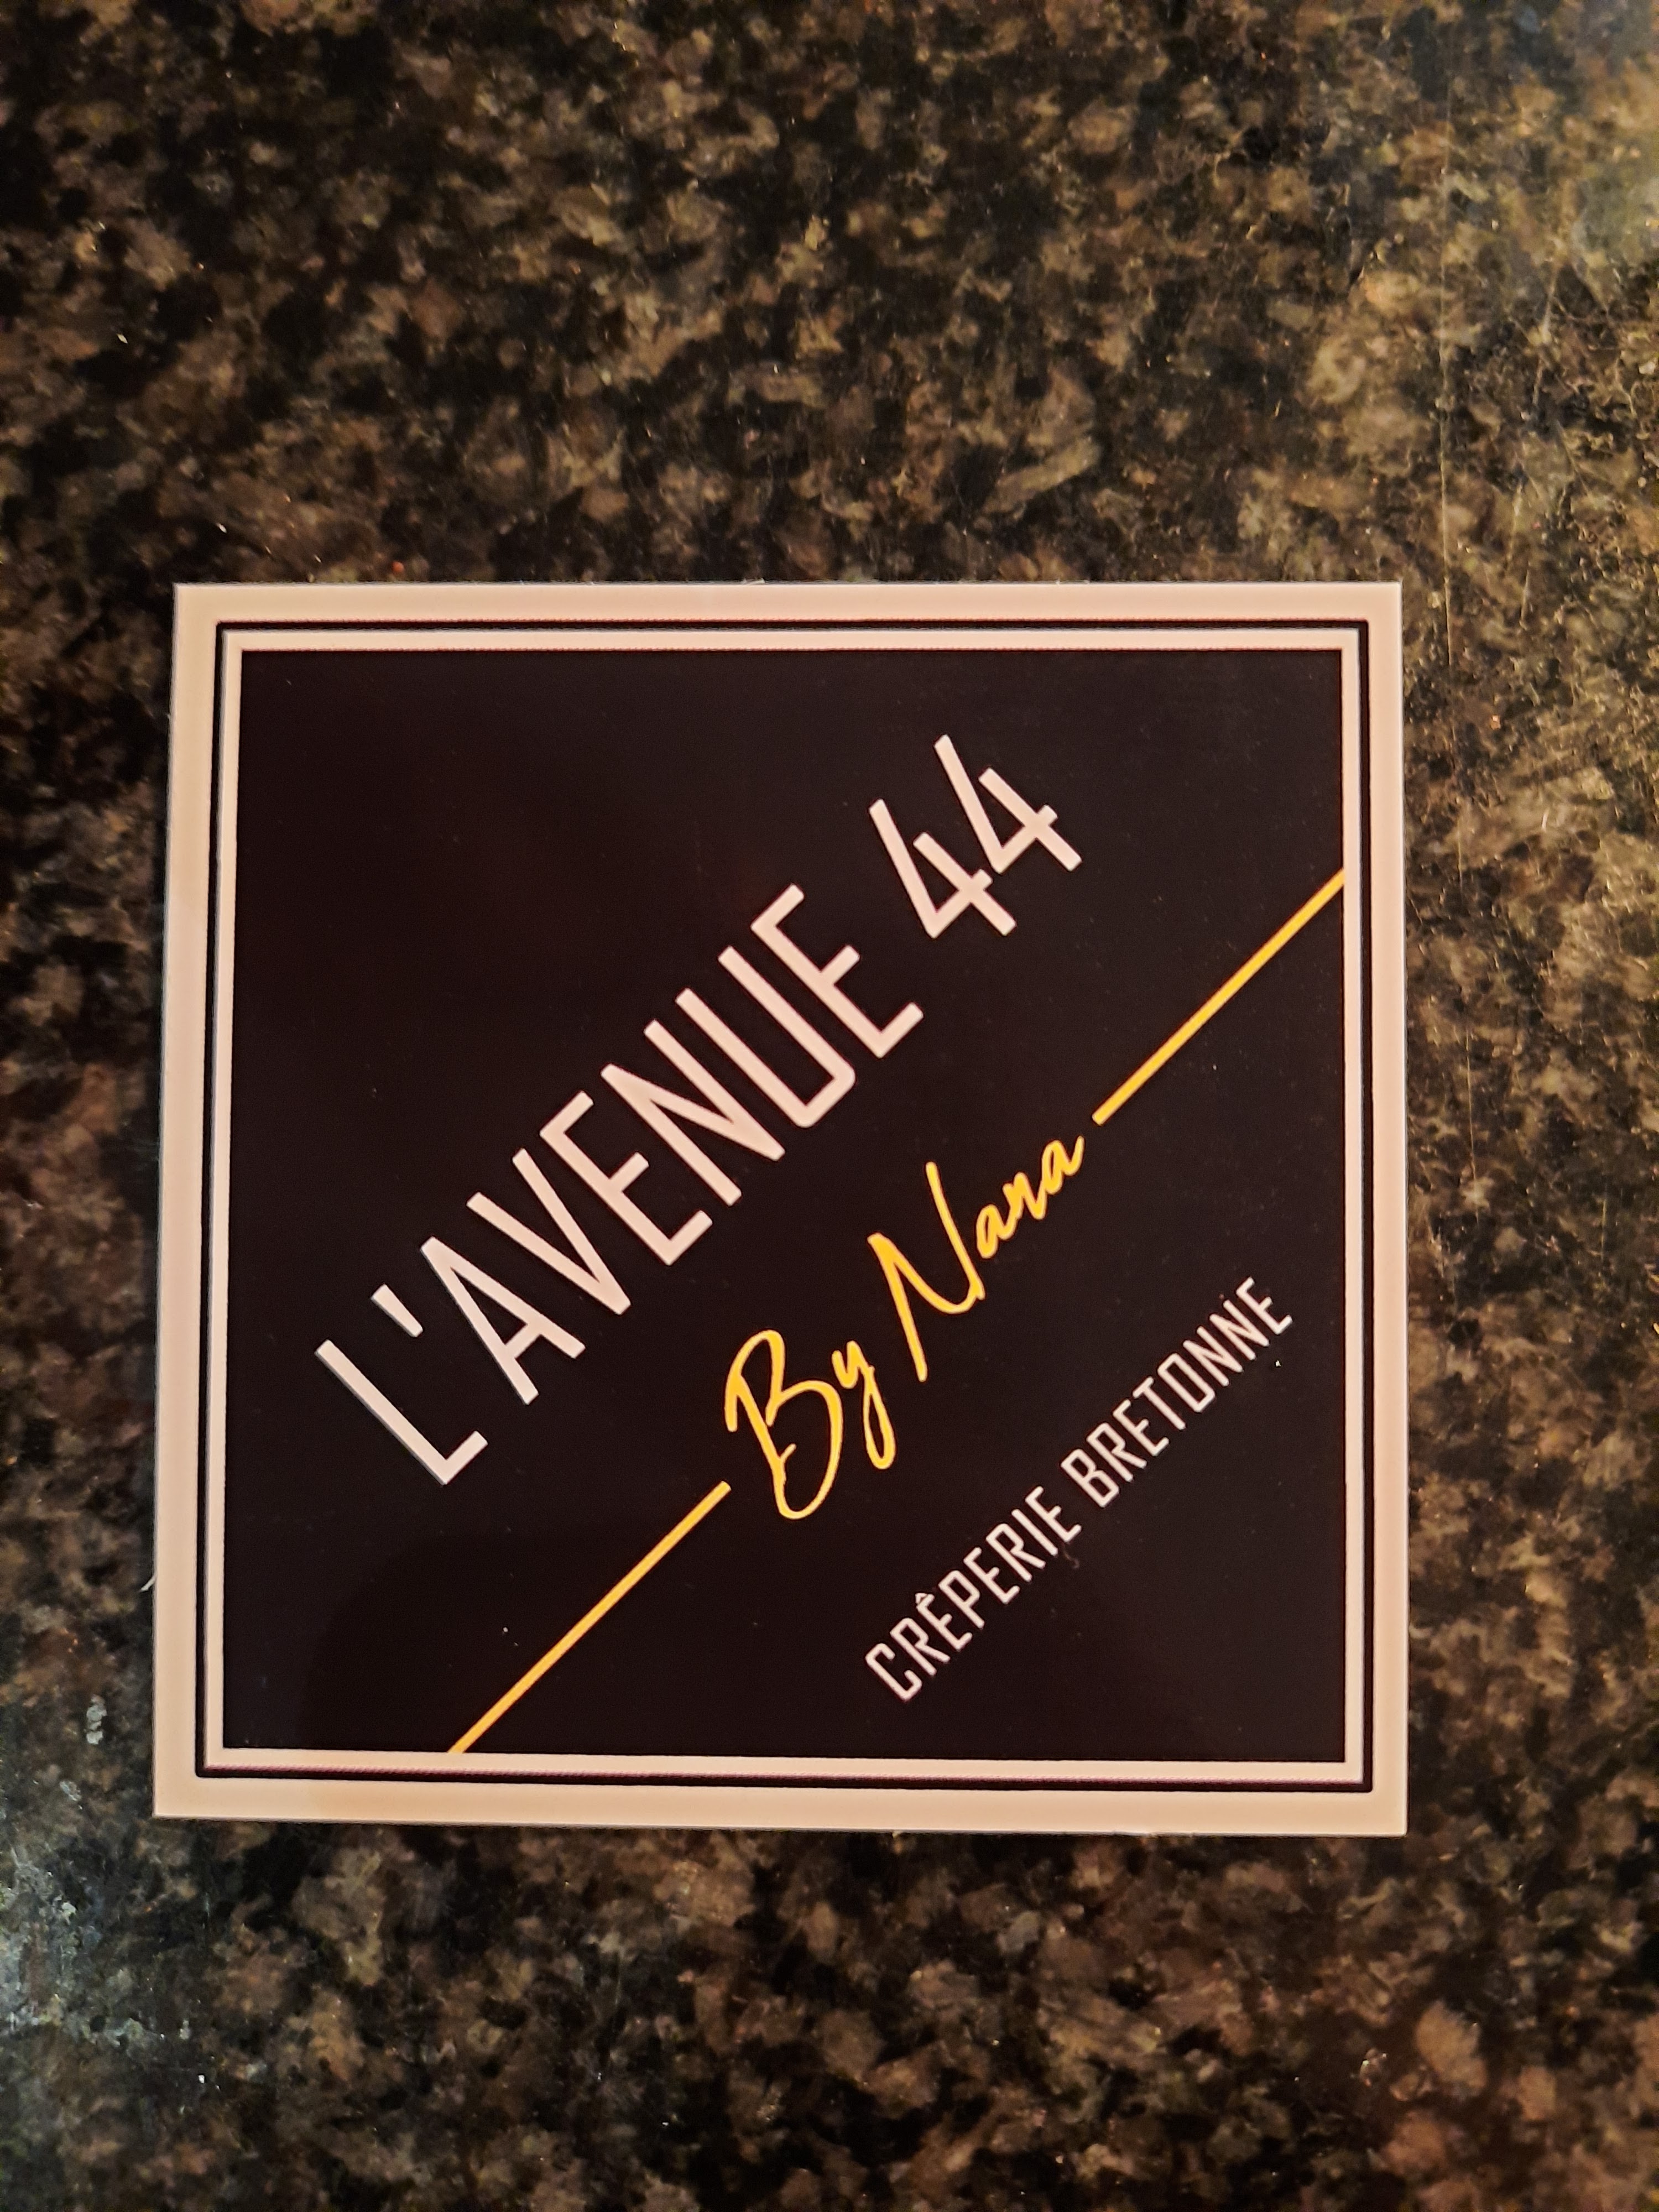 L'AVENUE 44
By Nana
CRÊPERIE BRETONNE